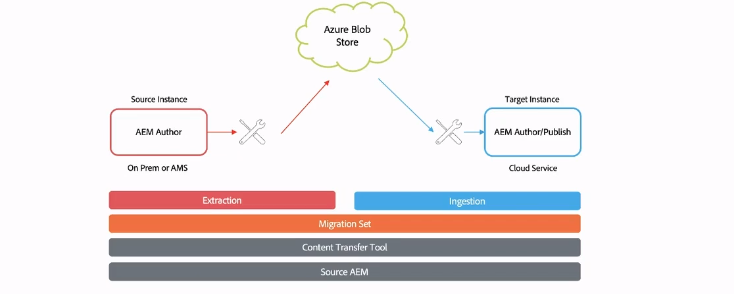 Azure Blob
Store
Source Instance
Target Instance
AEM Author
AEM Author/Publish
On Prem or AMS
Cloud Service
Extraction
Ingestion
Migration Set
Content Transfer Tool
Source AEM